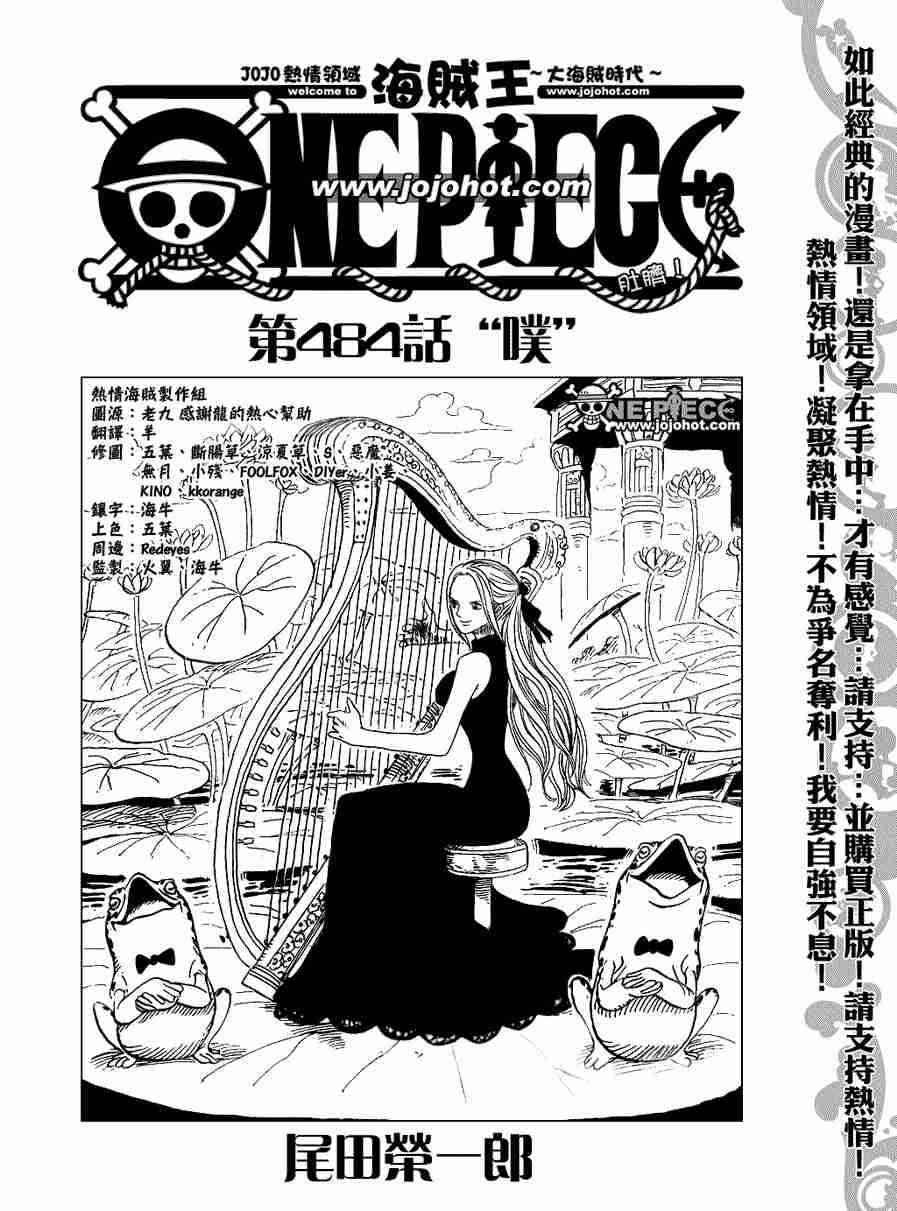 JOJO熱情領域 海賊王 ~大海賊時代~
welcome to www.jojohot.com
ONE PIECE
www.jojohot.com
肚臍！
第484話 “噗”
熱情海賊製作組
圖源：老九 感謝龍的熱心幫助
翻譯：羊
修圖：五葉、斷腸草、涼夏草、S、惡魔、
無月、小殘、FOOLFOX、DIYer、小姜
KINO、kkorange
鑲字：海牛
上色：五葉
周邊：Redeyes
監製：火翼、海牛
ONE PIECE
www.jojohot.com
尾田榮一郎
如此經典的漫畫！還是拿在手中…才有感覺…請支持…並購買正版！請支持熱情！
熱情領域！凝聚熱情！不為爭名奪利！我要自強不息！